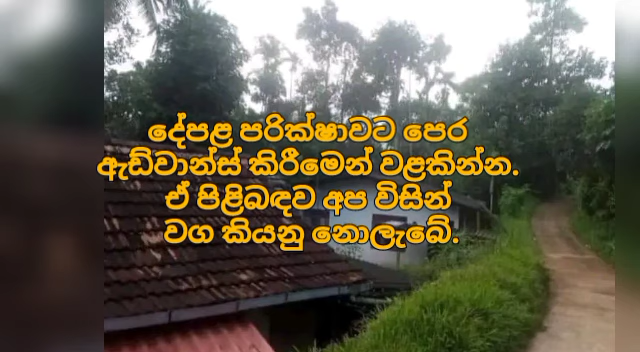 දේපළ පරික්ෂාවට පෙර
ඇඩ්වාන්ස් කිරීමෙන් වළකින්න.
ඒ පිළිබඳව අප විසින්
වග කියනු නොලැබේ.